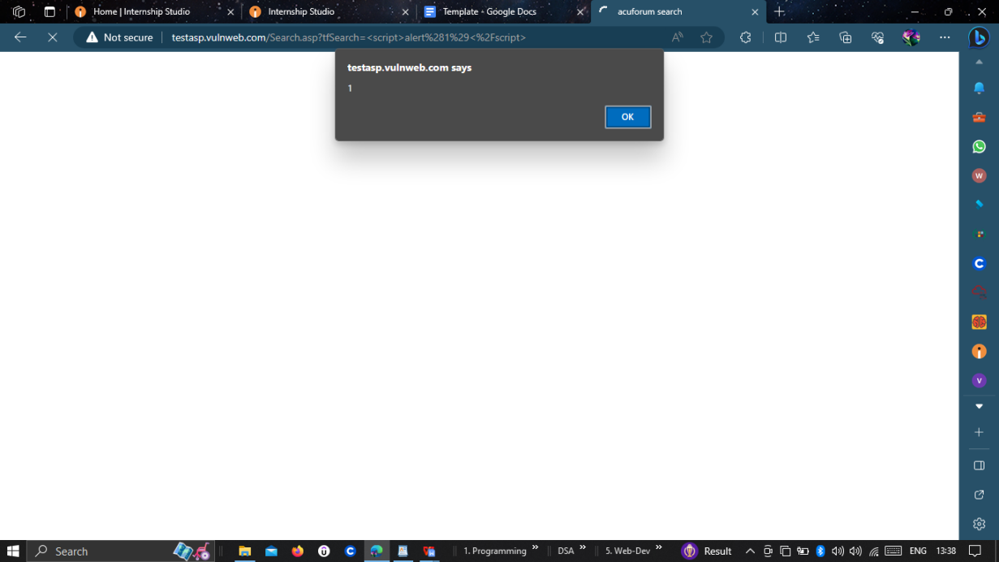 Home | Internship Studio
Internship Studio
Template - Google Docs
acuforum search
Not secure
testasp.vulnweb.com/Search.asp?tfSearch=<script>alert%281%29<%2Fscript>
testasp.vulnweb.com says
1
OK
W
C
V
Search
C
1. Programming
DSA
5. Web-Dev
Result
ENG
13:38